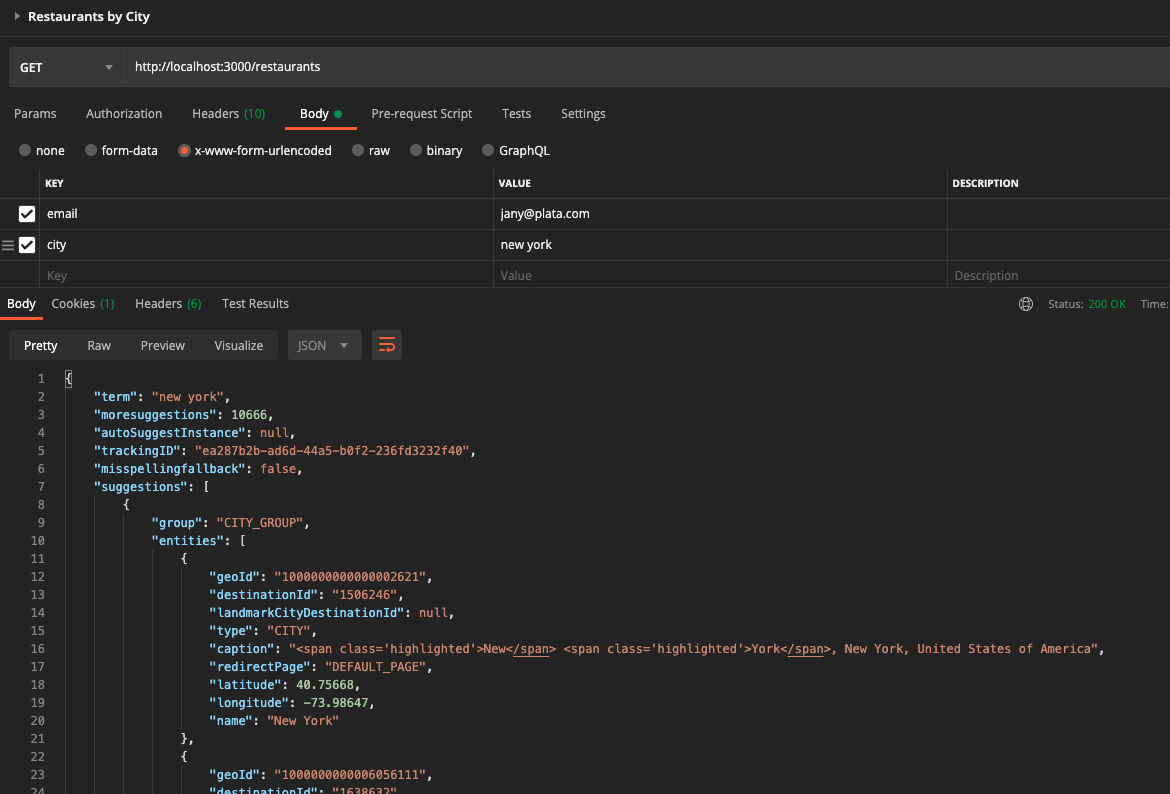 Restaurants by City
GET http://localhost:3000/restaurants
Params Authorization Headers (10) Body Pre-request Script Tests Settings
none form-data x-www-form-urlencoded raw binary GraphQL
KEY VALUE DESCRIPTION
email jany@plata.com
city new york
Key Value Description
Body Cookies (1) Headers (6) Test Results Status: 200 OK Time:
Pretty Raw Preview Visualize JSON
1 {
2 "term": "new york",
3 "moresuggestions": 10666,
4 "autoSuggestInstance": null,
5 "trackingID": "ea287b2b-ad6d-44a5-b0f2-236fd3232f40",
6 "misspellingfallback": false,
7 "suggestions": [
8 {
9 "group": "CITY_GROUP",
10 "entities": [
11 {
12 "geoId": "1000000000000002621",
13 "destinationId": "1506246",
14 "landmarkCityDestinationId": null,
15 "type": "CITY",
16 "caption": "<span class='highlighted'>New</span> <span class='highlighted'>York</span>, New York, United States of America",
17 "redirectPage": "DEFAULT_PAGE",
18 "latitude": 40.75668,
19 "longitude": -73.98647,
20 "name": "New York"
21 },
22 {
23 "geoId": "1000000000006056111",
24 "destinationId": "1638632"